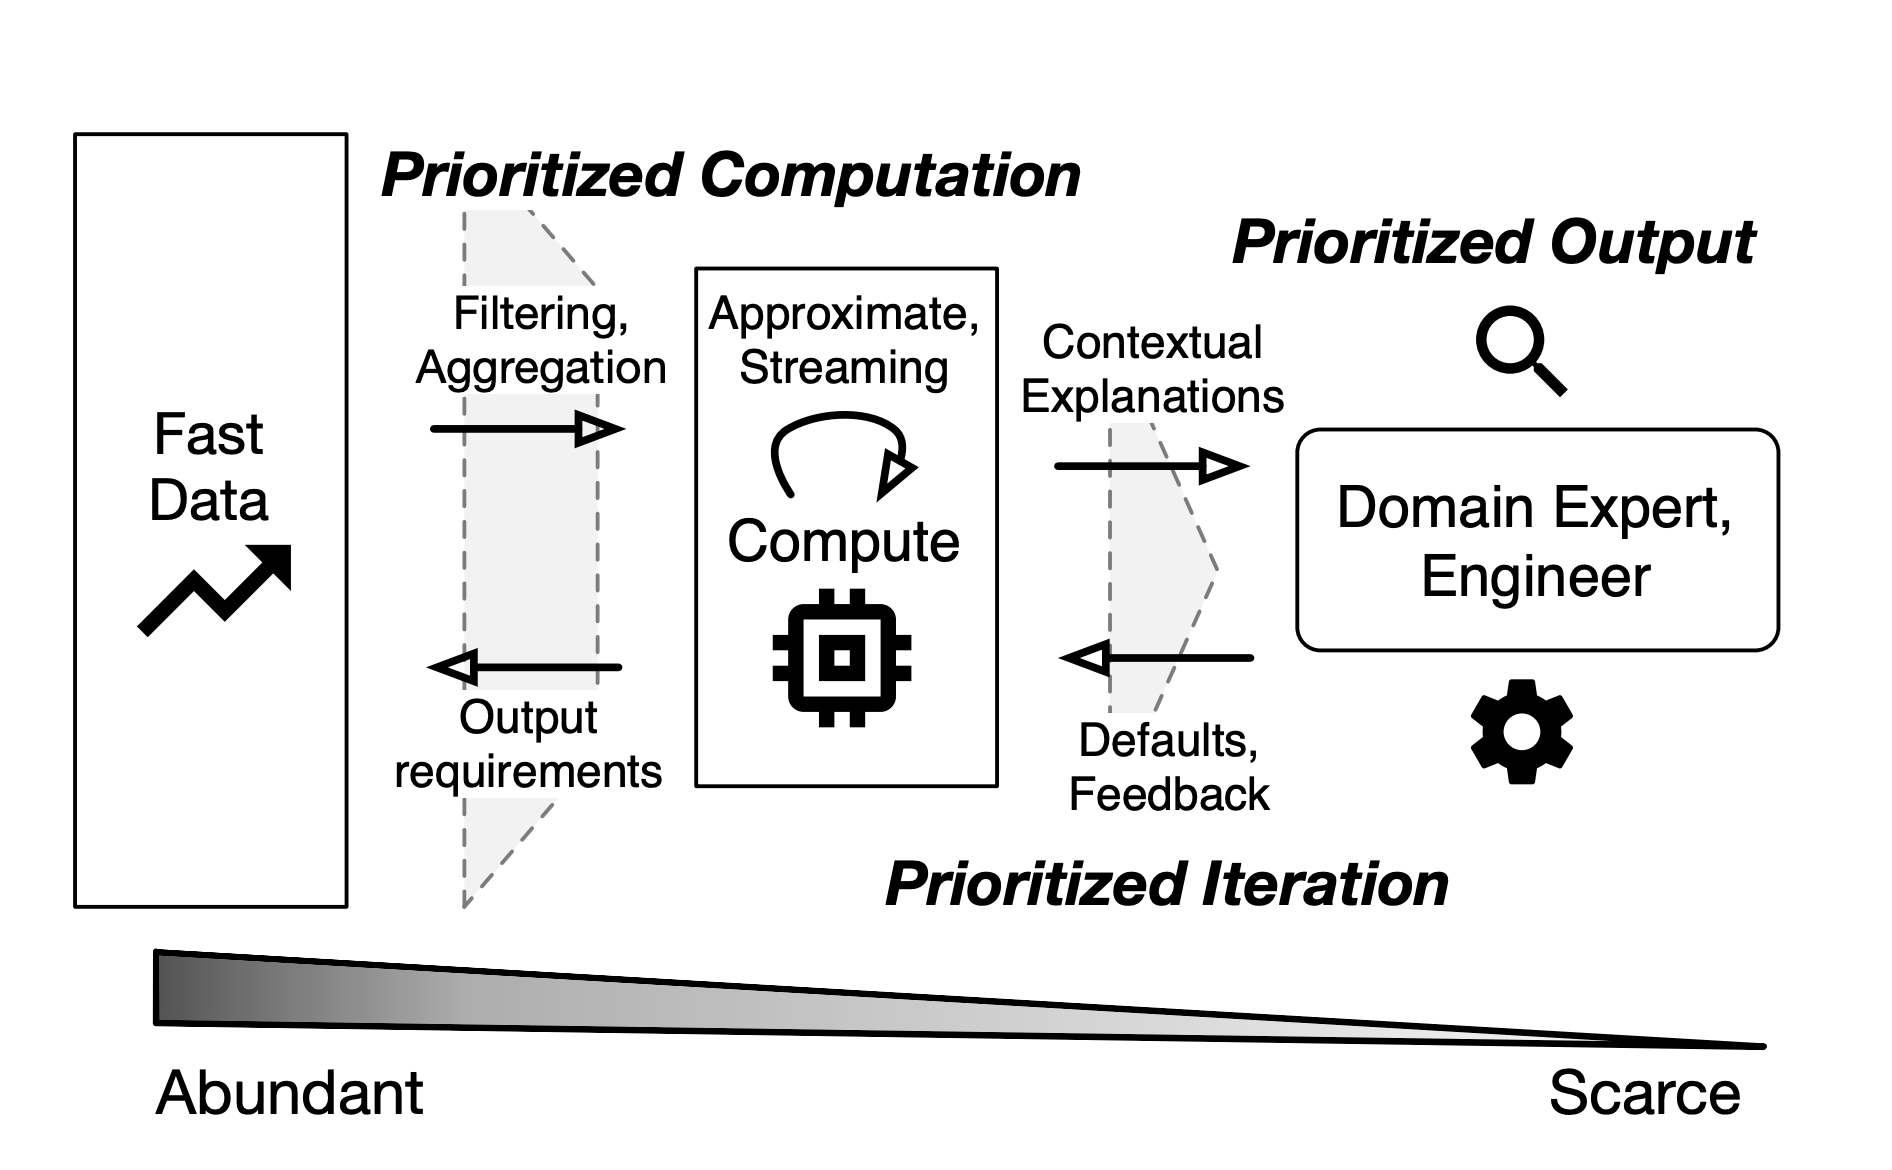 Prioritized Computation
Prioritized Output
Fast
Data
Filtering,
Aggregation
Output
requirements
Approximate,
Streaming
Compute
Contextual
Explanations
Defaults,
Feedback
Domain Expert,
Engineer
Prioritized Iteration
Abundant
Scarce